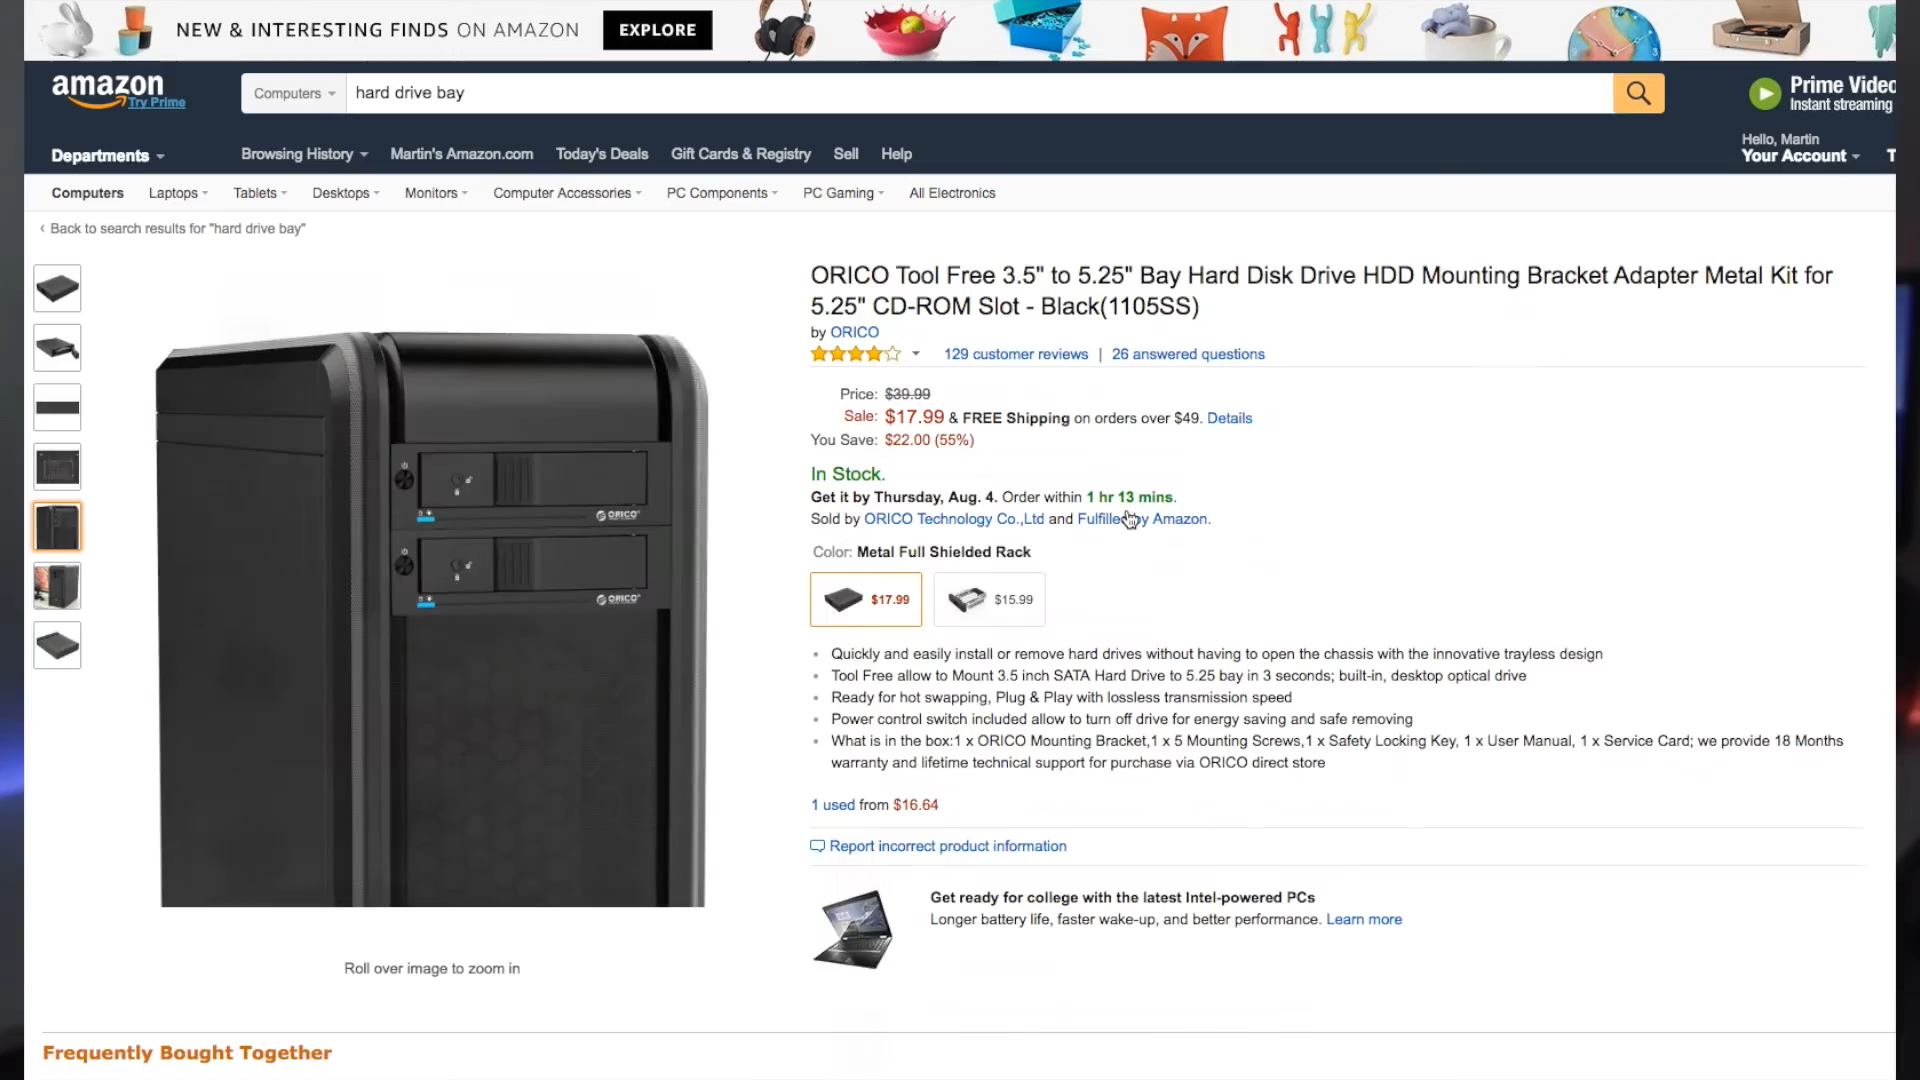 NEW & INTERESTING FINDS ON AMAZON
EXPLORE
amazon
Try Prime
Computers
hard drive bay
Prime Video
Instant streaming
Departments
Browsing History
Martin's Amazon.com
Today's Deals
Gift Cards & Registry
Sell
Help
Hello, Martin
Your Account
Computers
Laptops
Tablets
Desktops
Monitors
Computer Accessories
PC Components
PC Gaming
All Electronics
‹ Back to search results for "hard drive bay"
ORICO Tool Free 3.5" to 5.25" Bay Hard Disk Drive HDD Mounting Bracket Adapter Metal Kit for
5.25" CD-ROM Slot - Black(1105SS)
by ORICO
129 customer reviews | 26 answered questions
Price: $39.99
Sale: $17.99 & FREE Shipping on orders over $49. Details
You Save: $22.00 (55%)
In Stock.
Get it by Thursday, Aug. 4. Order within 1 hr 13 mins.
Sold by ORICO Technology Co.,Ltd and Fulfilled by Amazon.
Color: Metal Full Shielded Rack
$17.99
$15.99
• Quickly and easily install or remove hard drives without having to open the chassis with the innovative trayless design
• Tool Free allow to Mount 3.5 inch SATA Hard Drive to 5.25 bay in 3 seconds; built-in, desktop optical drive
• Ready for hot swapping, Plug & Play with lossless transmission speed
• Power control switch included allow to turn off drive for energy saving and safe removing
• What is in the box:1 x ORICO Mounting Bracket,1 x 5 Mounting Screws,1 x Safety Locking Key, 1 x User Manual, 1 x Service Card; we provide 18 Months
warranty and lifetime technical support for purchase via ORICO direct store
1 used from $16.64
Report incorrect product information
Get ready for college with the latest Intel-powered PCs
Longer battery life, faster wake-up, and better performance. Learn more
ORICO
ORICO
Roll over image to zoom in
Frequently Bought Together